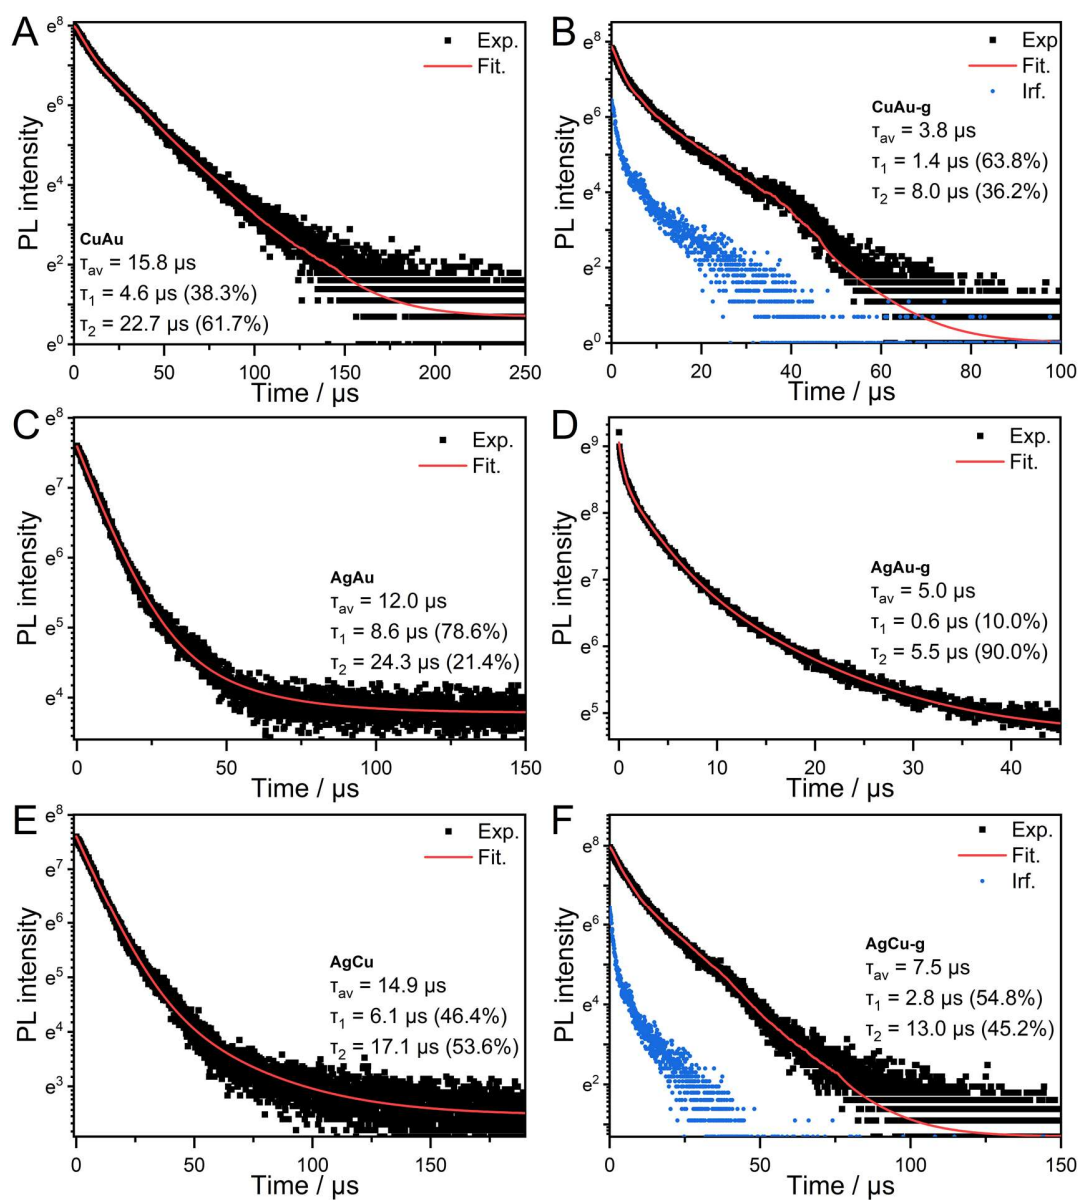 A
e⁸
e⁶
e⁴
e²
e⁰
PL intensity
Exp.
Fit.
CuAu
τav = 15.8 µs
τ1 = 4.6 µs (38.3%)
τ2 = 22.7 µs (61.7%)
0 50 100 150 200 250
Time / µs
B
e⁸
e⁶
e⁴
e²
e⁰
PL intensity
Exp
Fit.
Irf.
CuAu-g
τav = 3.8 µs
τ1 = 1.4 µs (63.8%)
τ2 = 8.0 µs (36.2%)
0 20 40 60 80 100
Time / µs
C
e⁸
e⁷
e⁶
e⁵
e⁴
PL intensity
Exp.
Fit.
AgAu
τav = 12.0 µs
τ1 = 8.6 µs (78.6%)
τ2 = 24.3 µs (21.4%)
0 50 100 150
Time / µs
D
e⁹
e⁸
e⁷
e⁶
e⁵
PL intensity
Exp.
Fit.
AgAu-g
τav = 5.0 µs
τ1 = 0.6 µs (10.0%)
τ2 = 5.5 µs (90.0%)
0 10 20 30 40
Time / µs
E
e⁸
e⁷
e⁶
e⁵
e⁴
e³
PL intensity
Exp.
Fit.
AgCu
τav = 14.9 µs
τ1 = 6.1 µs (46.4%)
τ2 = 17.1 µs (53.6%)
0 50 100 150
Time / µs
F
e⁸
e⁶
e⁴
e²
PL intensity
Exp.
Fit.
Irf.
AgCu-g
τav = 7.5 µs
τ1 = 2.8 µs (54.8%)
τ2 = 13.0 µs (45.2%)
0 50 100 150
Time / µs